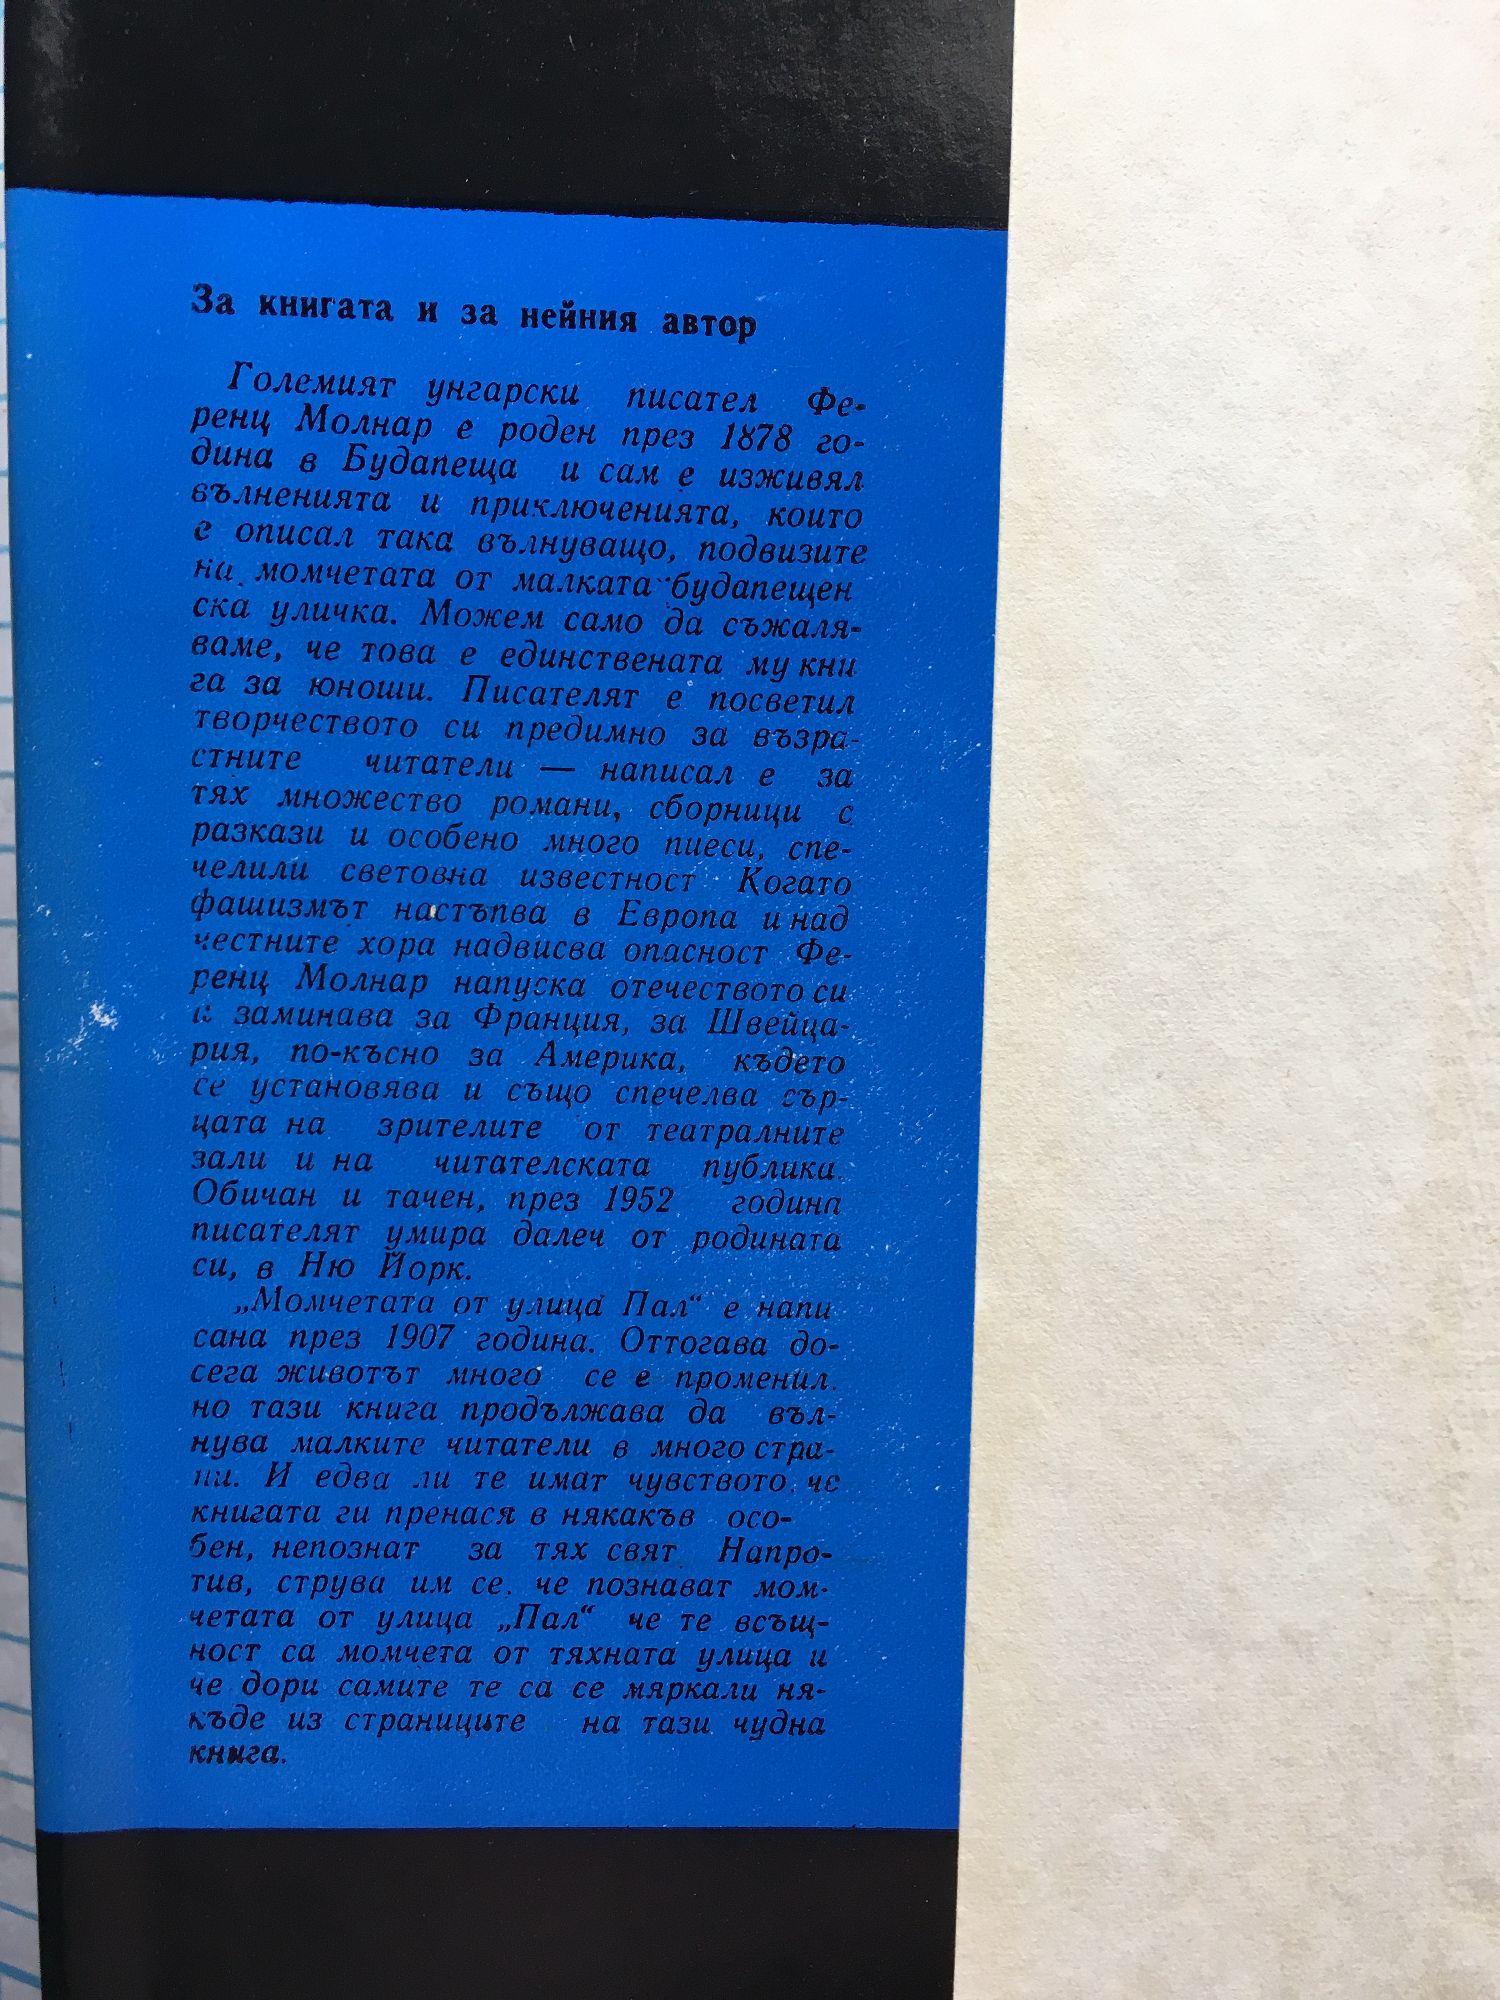 За книгата и за нейния автор
Големият унгарски писател Фе-
ренц Молнар е роден през 1878 го-
дина в Будапеща и сам е изживял
вълненията и приключенията, които
е описал така вълнуващо, подвизите
на момчетата от малката будапещен
ска уличка. Можем само да съжаля-
ваме, че това е единствената му кни
га за юноши. Писателят е посветил
творчеството си предимно за възра-
стните читатели — написал е за
тях множество романи, сборници с
разкази и особено много пиеси, спе-
челили световна известност Когато
фашизмът настъпва в Европа и над
честните хора надвисва опасност Фе-
ренц Молнар напуска отечеството си
и заминава за Франция, за Швейца-
рия, по-късно за Америка, където
се установява и също спечелва сър-
цата на зрителите от театралните
зали и на читателската публика.
Обичан и тачен, през 1952 година
писателят умира далеч от родината
си, в Ню Йорк.
„Момчетата от улица Пал“ е напи
сана през 1907 година. Оттогава до-
сега животът много се е променил.
но тази книга продължава да въл-
нува малките читатели в много стра-
ни. И едва ли те имат чувството, че
книгата ги пренася в някакъв осо-
бен, непознат за тях свят. Напро-
тив, струва им се. че познават мом-
четата от улица „Пал“ че те всъщ-
ност са момчета от тяхната улица и
че дори самите те са се мяркали ня-
къде из страниците на тази чудна
книга.